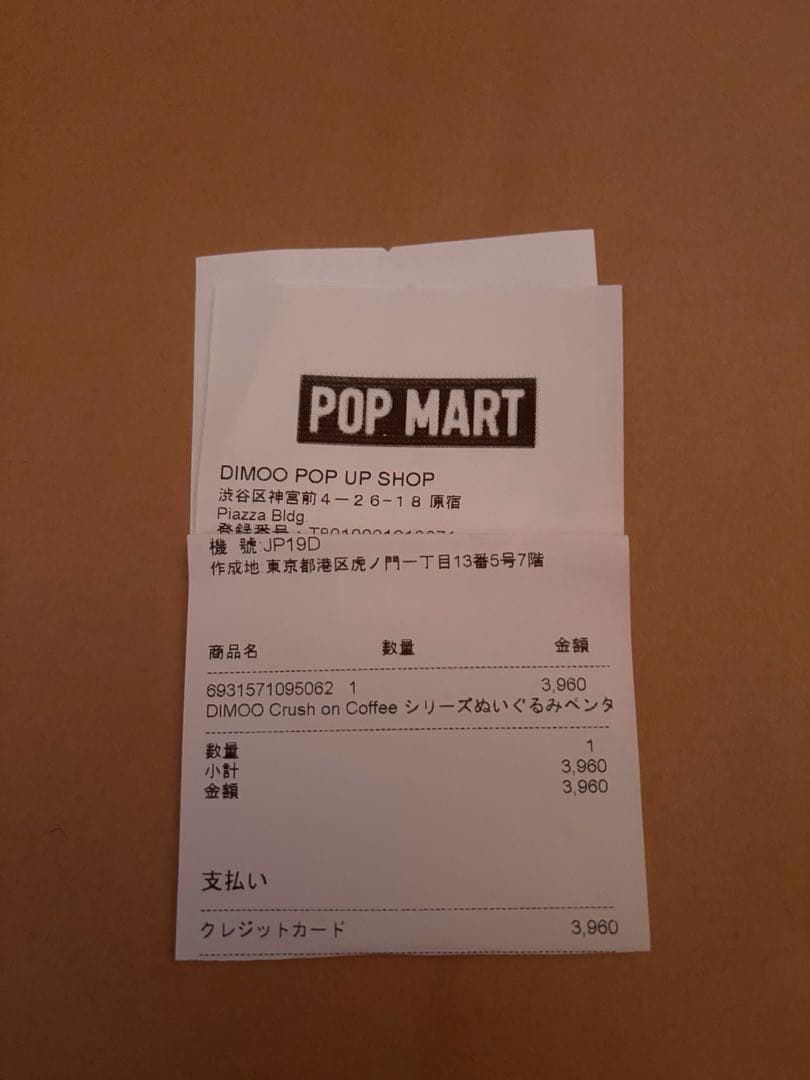 POP MART
DIMOO POP UP SHOP
渋谷区神宮前4-26-18 原宿
Piazza Bldg.
登録番号:
機 號:JP19D
作成地:東京都港区虎ノ門一丁目13番5号7階
商品名 数量 金額
6931571095062 1 3,960
DIMOO Crush on Coffee シリーズぬいぐるみペンタ
数量 1
小計 3,960
金額 3,960
支払い
クレジットカード 3,960